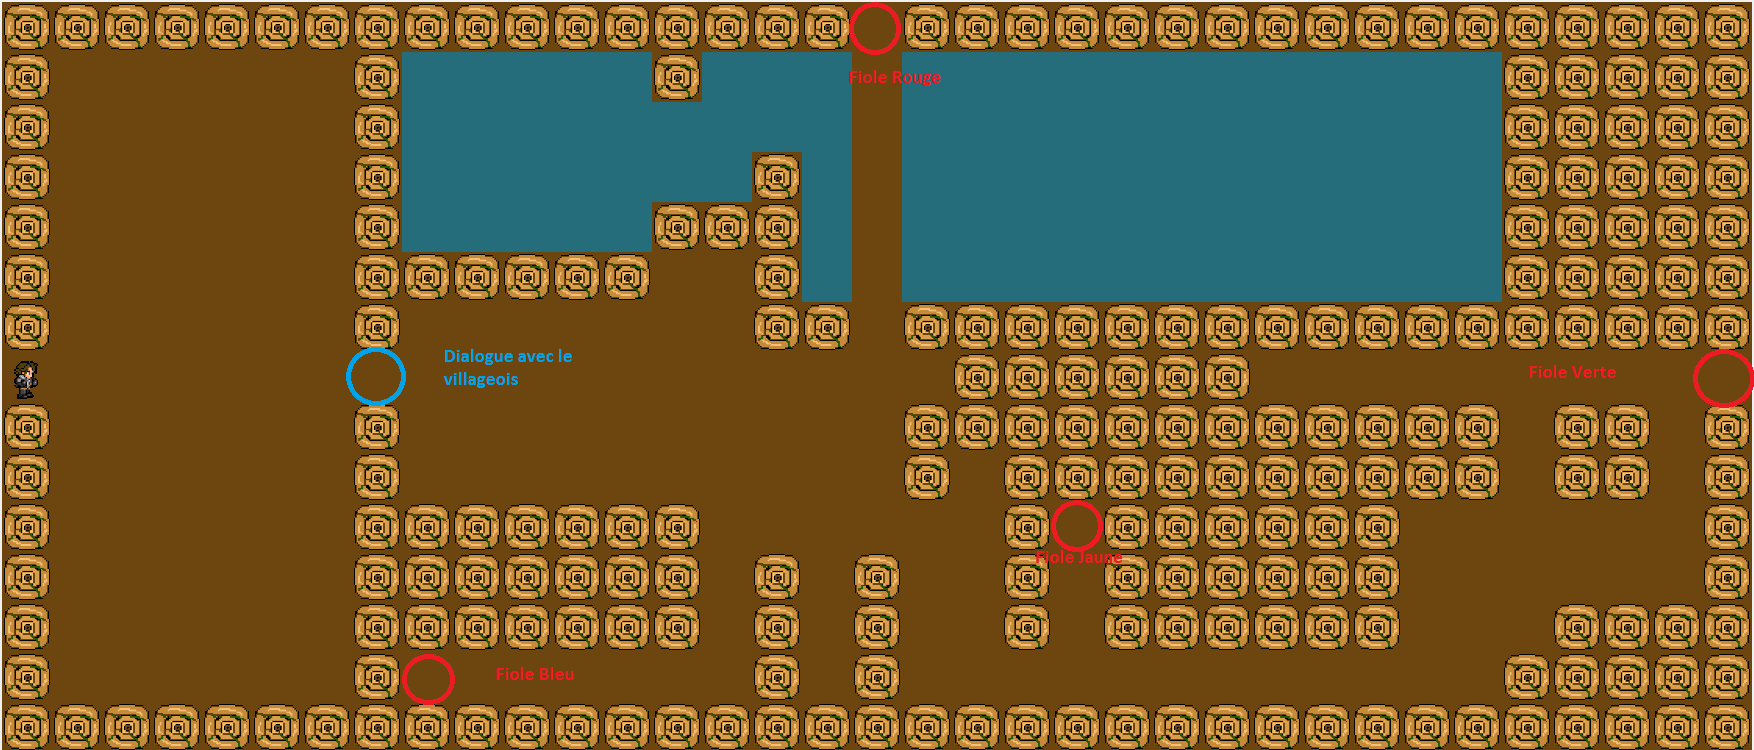 Fiole Rouge
Dialogue avec le
villageois
Fiole Verte
Fiole Jaune
Fiole Bleu